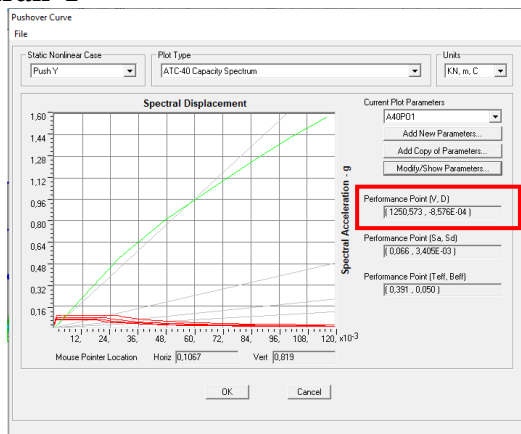 Pushover Curve
File
Static Nonlinear Case
Push Y
Plot Type
ATC-40 Capacity Spectrum
Units
KN, m, C
Spectral Displacement
1,60
1,44
1,28
1,12
0,96
0,80
0,64
0,48
0,32
0,16
12, 24, 36, 48, 60, 72, 84, 96, 108, 120, x10-3
Spectral Acceleration - g
Mouse Pointer Location Horiz 0,1067 Vert 0,819
Current Plot Parameters
A40PO1
Add New Parameters...
Add Copy of Parameters...
Modify/Show Parameters...
Performance Point (V, D)
( 1250,573 , -8,576E-04 )
Performance Point (Sa, Sd)
( 0,066 , 3,405E-03 )
Performance Point (Teff, Beff)
( 0,391 , 0,050 )
OK Cancel